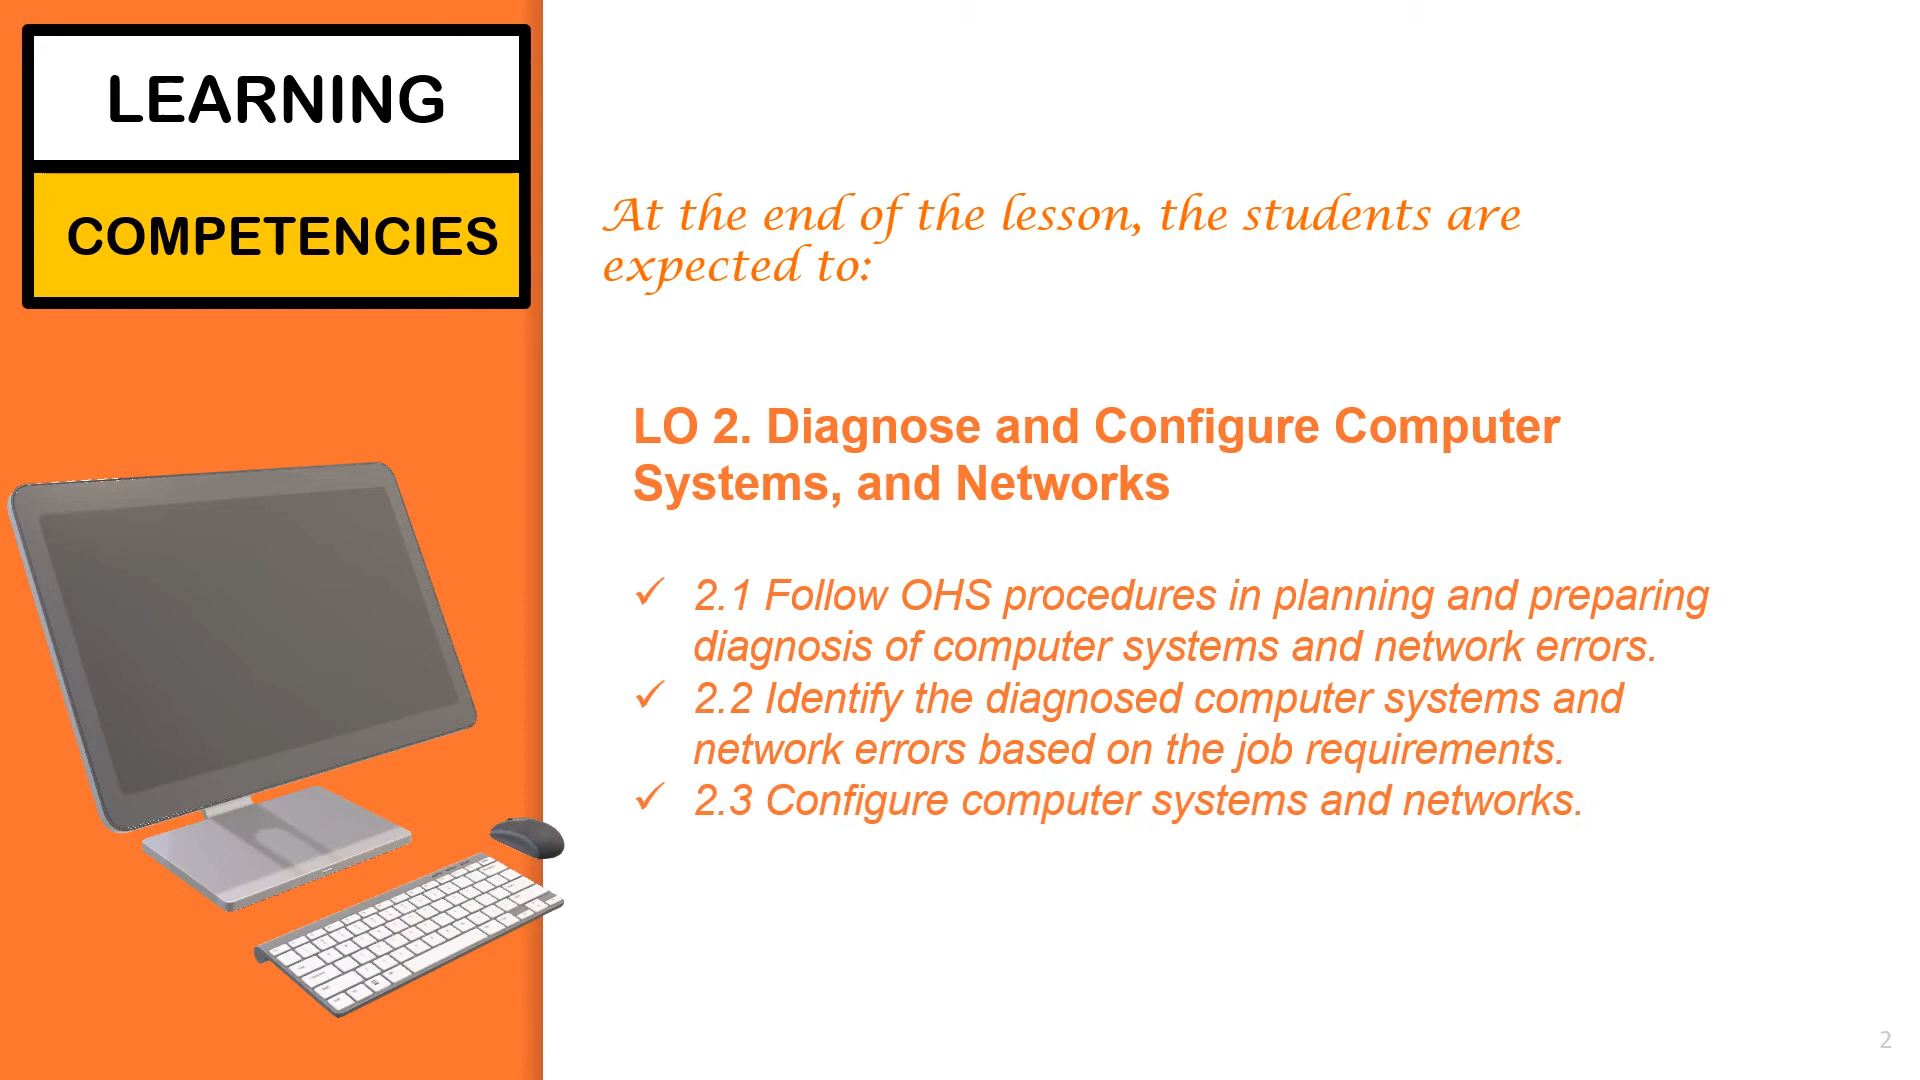 LEARNING
COMPETENCIES
At the end of the lesson, the students are
expected to:
LO 2. Diagnose and Configure Computer
Systems, and Networks
✓ 2.1 Follow OHS procedures in planning and preparing
diagnosis of computer systems and network errors.
✓ 2.2 Identify the diagnosed computer systems and
network errors based on the job requirements.
✓ 2.3 Configure computer systems and networks.
2